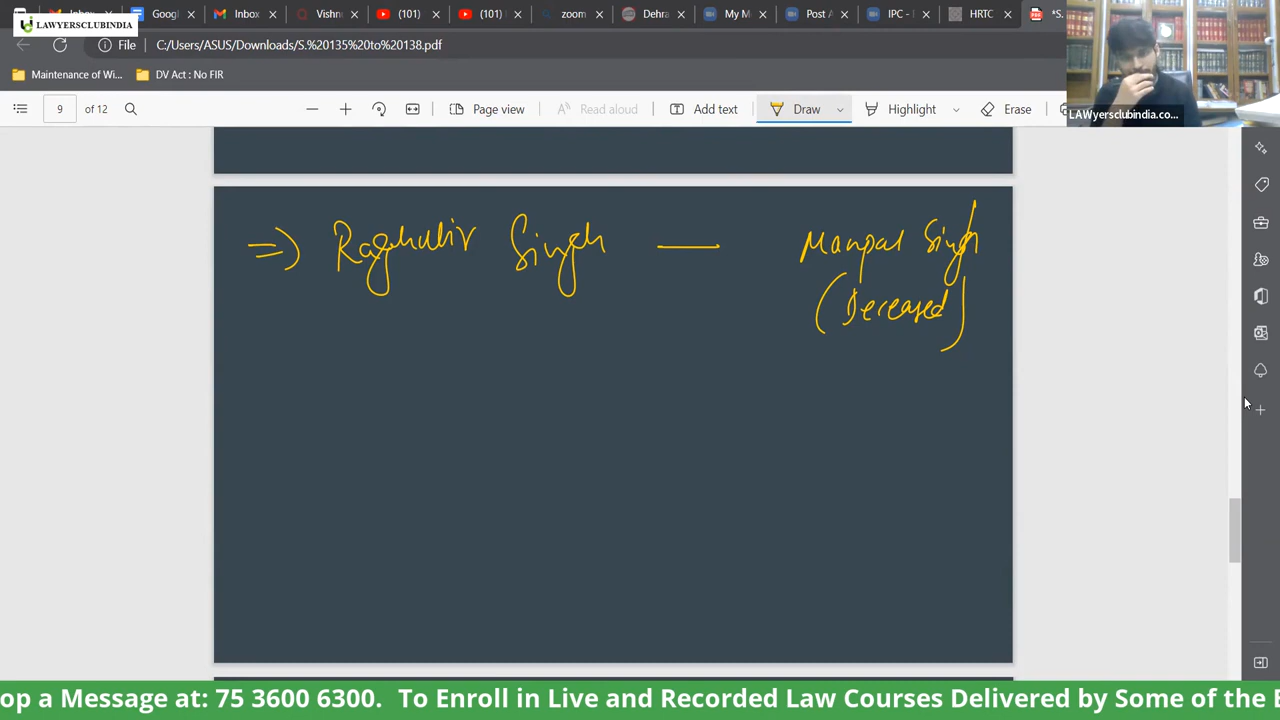 LAWYERSCLUBINDIA
Inbox
Googl
Inbox
Vishn
(101)
(101)
onom
Dehra
Post
IPC
HRTC
File
C:/Users/ASUS/Downloads/S.%20135%20to%20138.pdf
Maintenance of Wi...
DV Act : No FIR
9 of 12
Page view
Read aloud
Add text
Draw
Highlight
Erase
LAWyersclubindia.co...
=> Raghubir Singh — Manpal Singh
(Deceased)
op a Message at: 75 3600 6300. To Enroll in Live and Recorded Law Courses Delivered by Some of the E